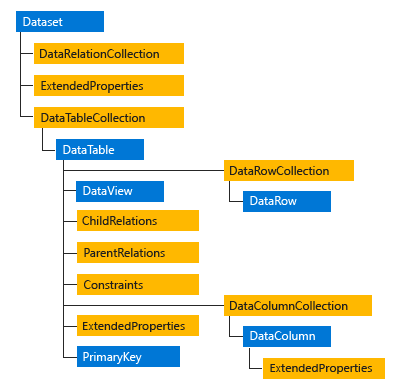 Dataset
DataRelationCollection
ExtendedProperties
DataTableCollection
DataTable
DataRowCollection
DataView
DataRow
ChildRelations
ParentRelations
Constraints
DataColumnCollection
ExtendedProperties
DataColumn
PrimaryKey
ExtendedProperties